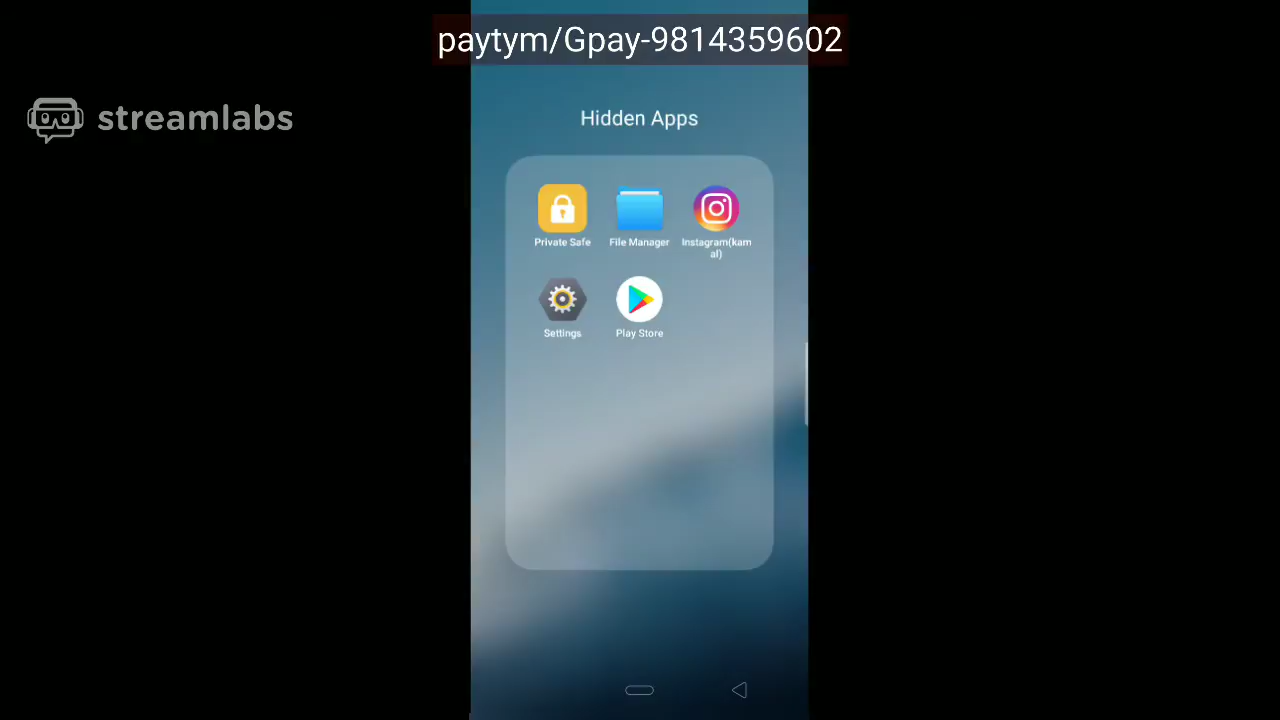 paytym/Gpay-9814359602
streamlabs
Hidden Apps
Private Safe
File Manager
Instagram(kam
al)
Settings
Play Store